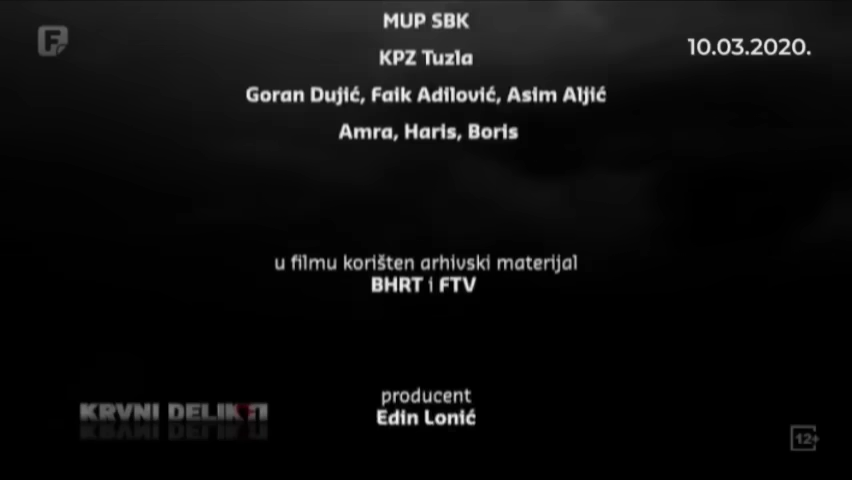 MUP SBK
F
KPZ Tuzla
10.03.2020.
Goran Dujić, Faik Adilović, Asim Aljić
Amra, Haris, Boris
u filmu korišten arhivski materijal
BHRT i FTV
producent
Edin Lonić
KRVNI DELIKTI
12+